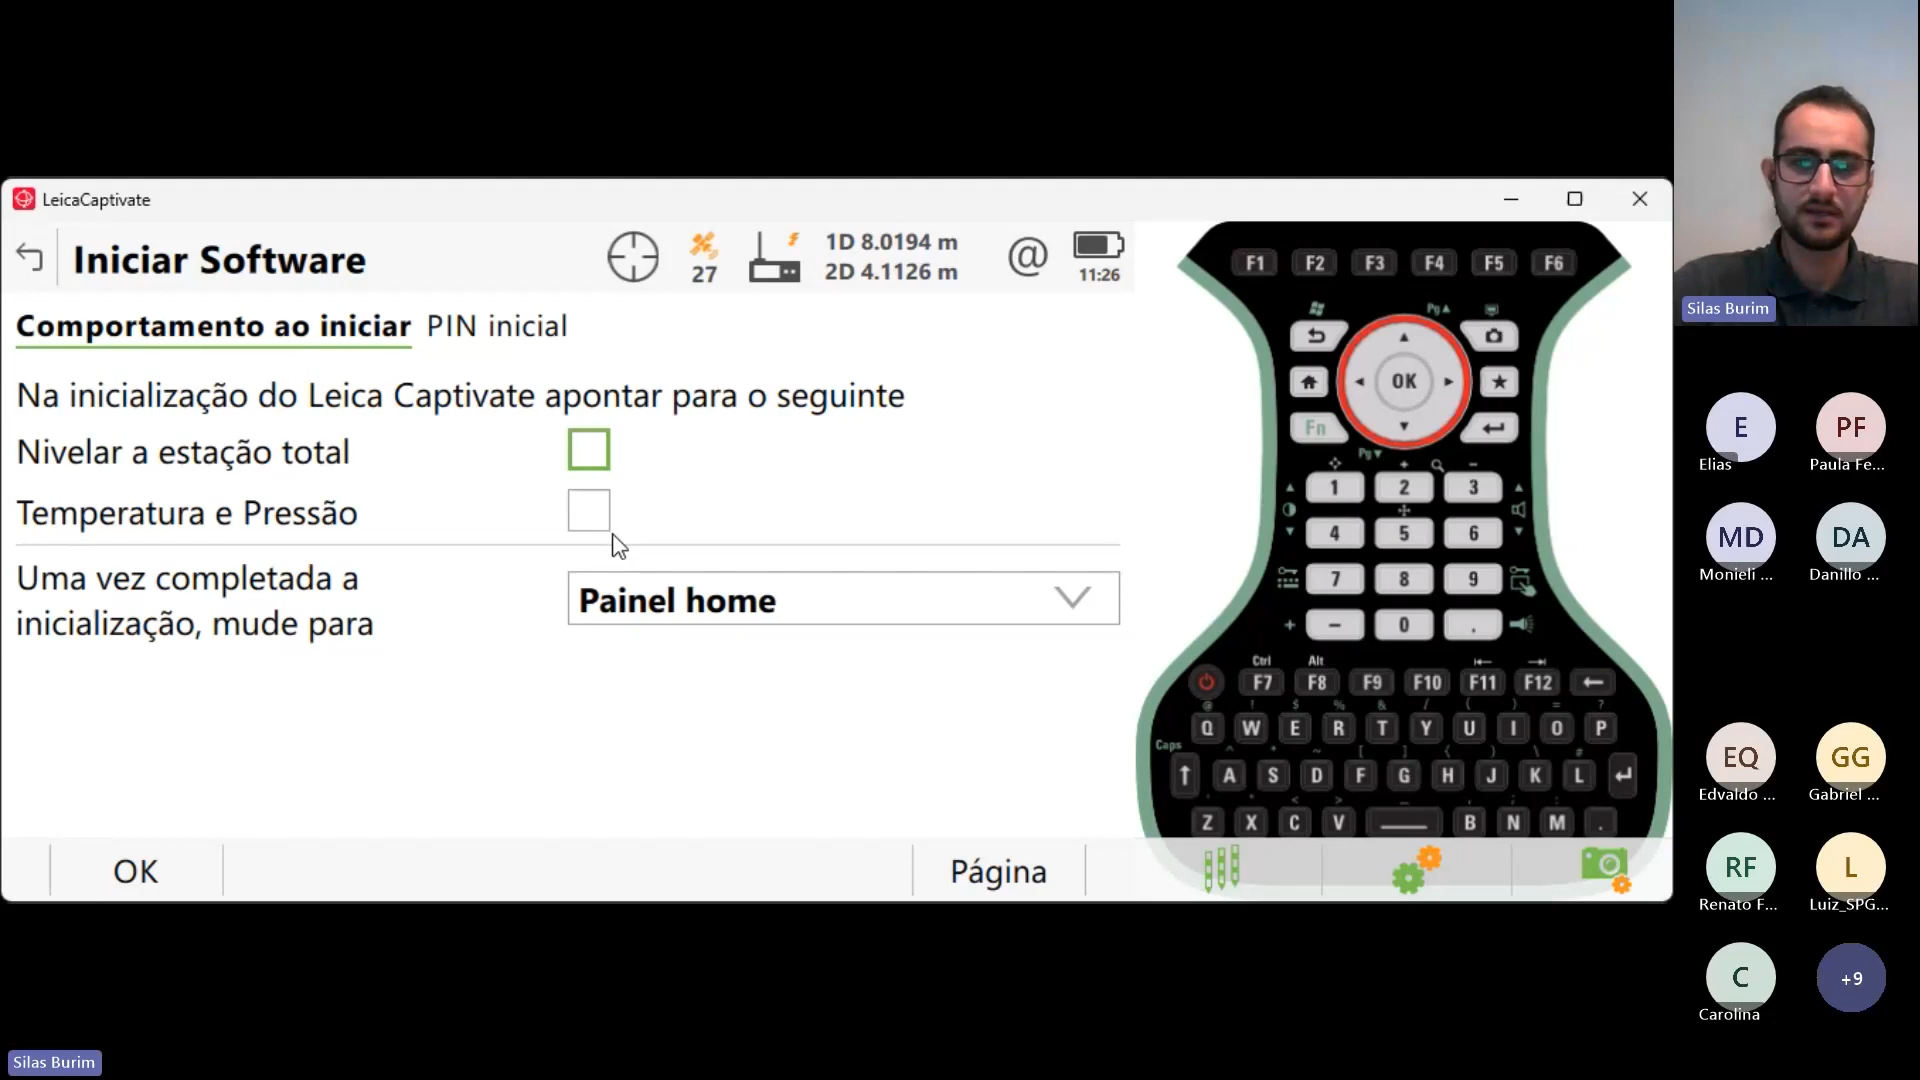 LeicaCaptivate
Iniciar Software
27
1D 8.0194 m
2D 4.1126 m
@
11:26
Comportamento ao iniciar PIN inicial
Na inicialização do Leica Captivate apontar para o seguinte
Nivelar a estação total
Temperatura e Pressão
Uma vez completada a
inicialização, mude para
Painel home
OK
Página
F1 F2 F3 F4 F5 F6
Pg
OK
Fn
Pg
+ -
1 2 3
4 5 6
7 8 9
+ - 0 .
Ctrl Alt
F7 F8 F9 F10 F11 F12
@ ! $ % & / ( ) = ?
Q W E R T Y U I O P
Caps
^ * ~ [ ] { } \ #
A S D F G H J K L
< > _ , ; :
Z X C V B N M .
Silas Burim
E
Elias
PF
Paula Fe...
MD
Monieli ...
DA
Danillo ...
EQ
Edvaldo ...
GG
Gabriel ...
RF
Renato F...
L
Luiz_SPG...
C
Carolina
+9
Silas Burim